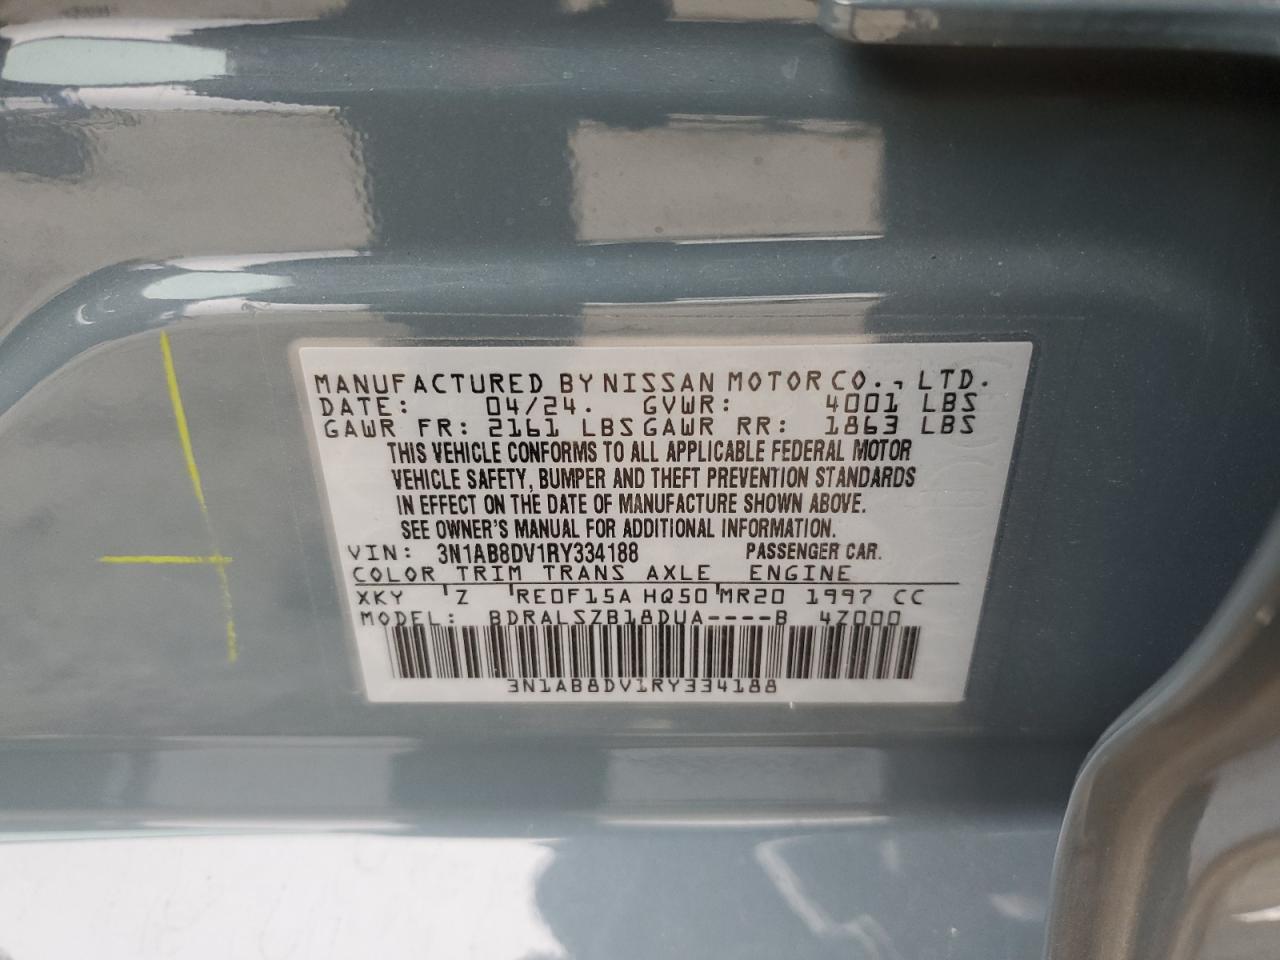 MANUFACTURED BY NISSAN MOTOR CO., LTD.
DATE: 04/24. GVWR: 4001 LBS
GAWR FR: 2161 LBS GAWR RR: 1863 LBS
THIS VEHICLE CONFORMS TO ALL APPLICABLE FEDERAL MOTOR
VEHICLE SAFETY, BUMPER AND THEFT PREVENTION STANDARDS
IN EFFECT ON THE DATE OF MANUFACTURE SHOWN ABOVE.
SEE OWNER'S MANUAL FOR ADDITIONAL INFORMATION.
VIN: 3N1AB8DV1RY334188 PASSENGER CAR.
COLOR TRIM TRANS AXLE ENGINE
XKY 'Z 'RE0F15A HQ50'MR20 1997 CC
MODEL: BDRALSZB18DUA----B 4Z000
3N1AB8DV1RY334188